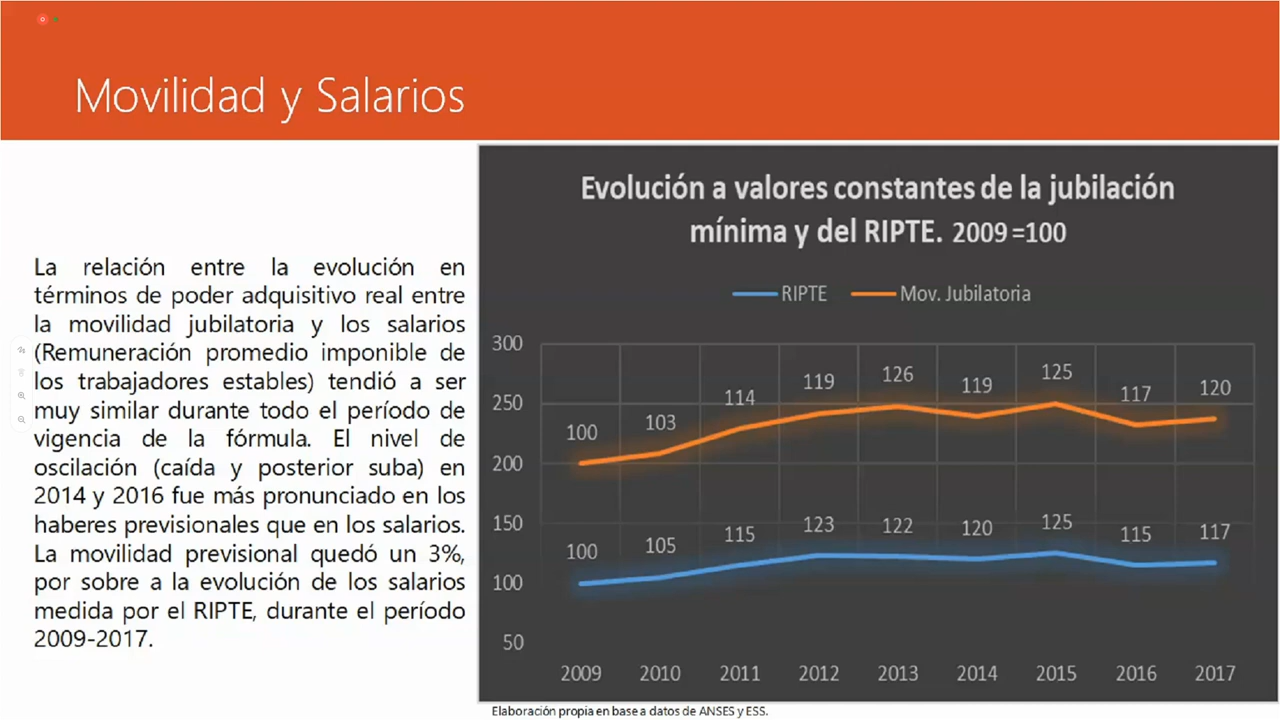 Movilidad y Salarios
La relación entre la evolución en
términos de poder adquisitivo real entre
la movilidad jubilatoria y los salarios
(Remuneración promedio imponible de
los trabajadores estables) tendió a ser
muy similar durante todo el período de
vigencia de la fórmula. El nivel de
oscilación (caída y posterior suba) en
2014 y 2016 fue más pronunciado en los
haberes previsionales que en los salarios.
La movilidad previsional quedó un 3%,
por sobre a la evolución de los salarios
medida por el RIPTE, durante el período
2009-2017.
Evolución a valores constantes de la jubilación
mínima y del RIPTE. 2009=100
RIPTE Mov. Jubilatoria
300
250
200
150
100
50
100 103 114 119 126 119 125 117 120
100 105 115 123 122 120 125 115 117
2009 2010 2011 2012 2013 2014 2015 2016 2017
Elaboración propia en base a datos de ANSES y ESS.